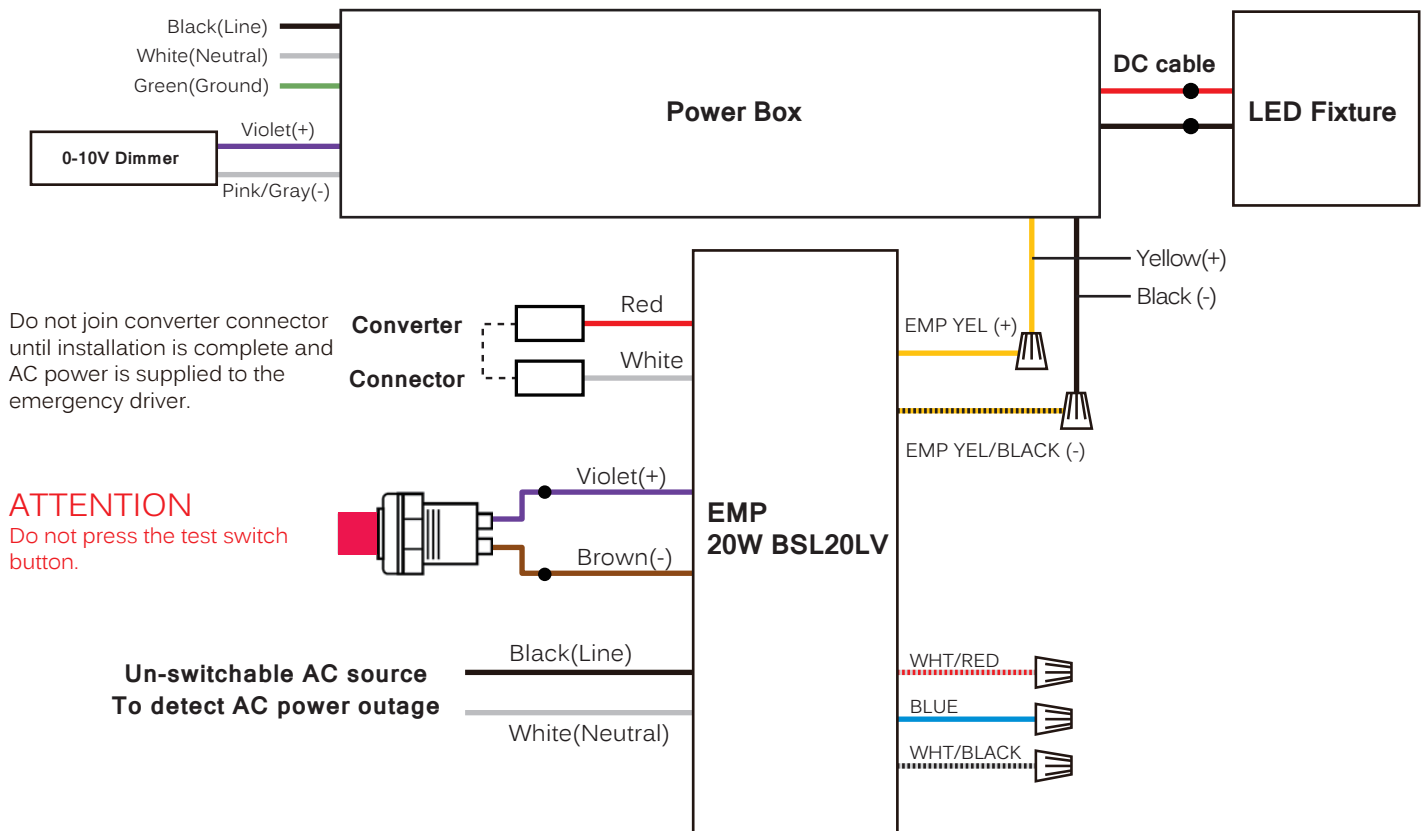 Black(Line)
White(Neutral)
Green(Ground)
Violet(+)
0-10V Dimmer
Pink/Gray(-)
Power Box
DC cable
LED Fixture
Yellow(+)
Black (-)
Do not join converter connector
until installation is complete and
AC power is supplied to the
emergency driver.
Converter
Connector
Red
White
EMP YEL (+)
EMP YEL/BLACK (-)
ATTENTION
Do not press the test switch
button.
Violet(+)
Brown(-)
EMP
20W BSL20LV
Un-switchable AC source
To detect AC power outage
Black(Line)
White(Neutral)
WHT/RED
BLUE
WHT/BLACK